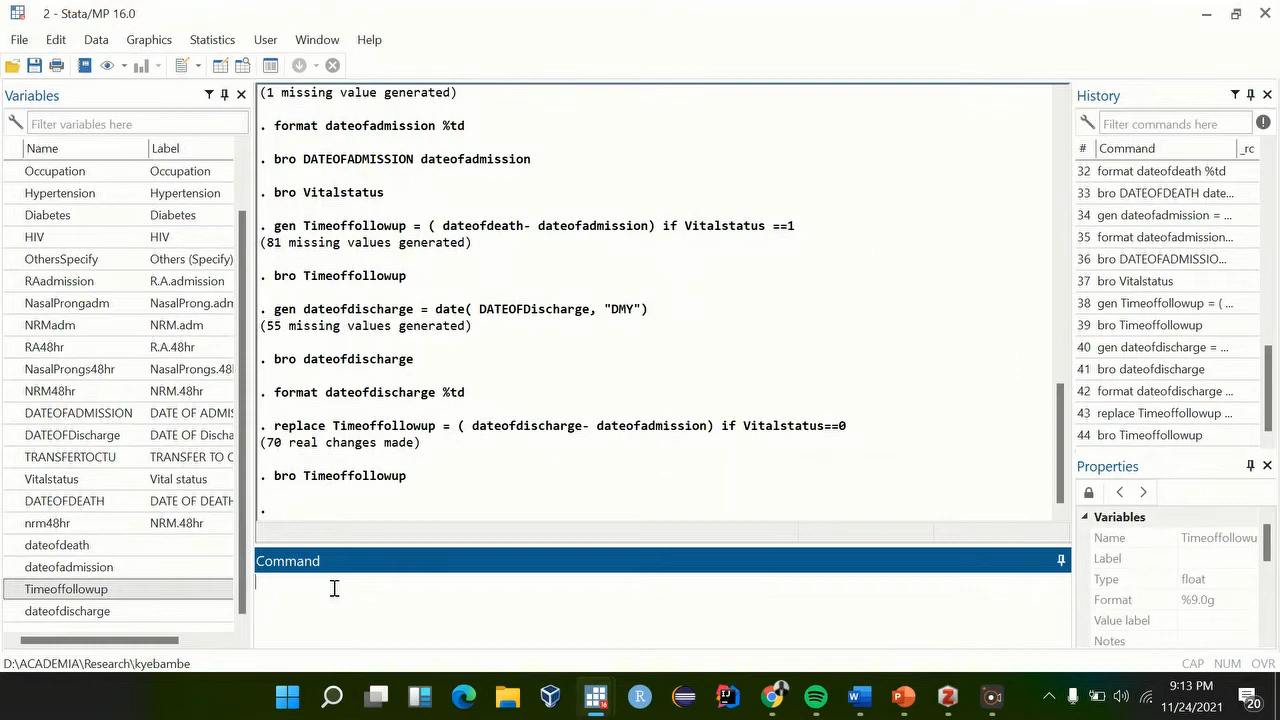 2 - Stata/MP 16.0
File Edit Data Graphics Statistics User Window Help
Variables
Filter variables here
Name Label
Occupation Occupation
Hypertension Hypertension
Diabetes Diabetes
HIV HIV
OthersSpecify Others (Specify)
RAadmission R.A.admission
NasalProngadm NasalProng.adm
NRMadm NRM.adm
RA48hr R.A.48hr
NasalProngs48hr NasalProngs.48
NRM48hr NRM.48hr
DATEOFADMISSION DATE OF ADMIS
DATEOFDischarge DATE OF Discha
TRANSFERTOCTU TRANSFER TO C
Vitalstatus Vital status
DATEOFDEATH DATE OF DEATH
nrm48hr NRM.48hr
dateofdeath
dateofadmission
Timeoffollowup
dateofdischarge
(1 missing value generated)
. format dateofadmission %td
. bro DATEOFADMISSION dateofadmission
. bro Vitalstatus
. gen Timeoffollowup = ( dateofdeath- dateofadmission) if Vitalstatus ==1
(81 missing values generated)
. bro Timeoffollowup
. gen dateofdischarge = date( DATEOFDischarge, "DMY")
(55 missing values generated)
. bro dateofdischarge
. format dateofdischarge %td
. replace Timeoffollowup = ( dateofdischarge- dateofadmission) if Vitalstatus==0
(70 real changes made)
. bro Timeoffollowup
.
Command
History
Filter commands here
# Command _rc
32 format dateofdeath %td
33 bro DATEOFDEATH date...
34 gen dateofadmission = ...
35 format dateofadmission...
36 bro DATEOFADMISSIO...
37 bro Vitalstatus
38 gen Timeoffollowup = ( ...
39 bro Timeoffollowup
40 gen dateofdischarge = ...
41 bro dateofdischarge
42 format dateofdischarge ...
43 replace Timeoffollowup ...
44 bro Timeoffollowup
Properties
Variables
Name Timeoffollowu
Label
Type float
Format %9.0g
Value label
Notes
D:\ACADEMIA\Research\kyebambe
CAP NUM OVR
9:13 PM
11/24/2021
20